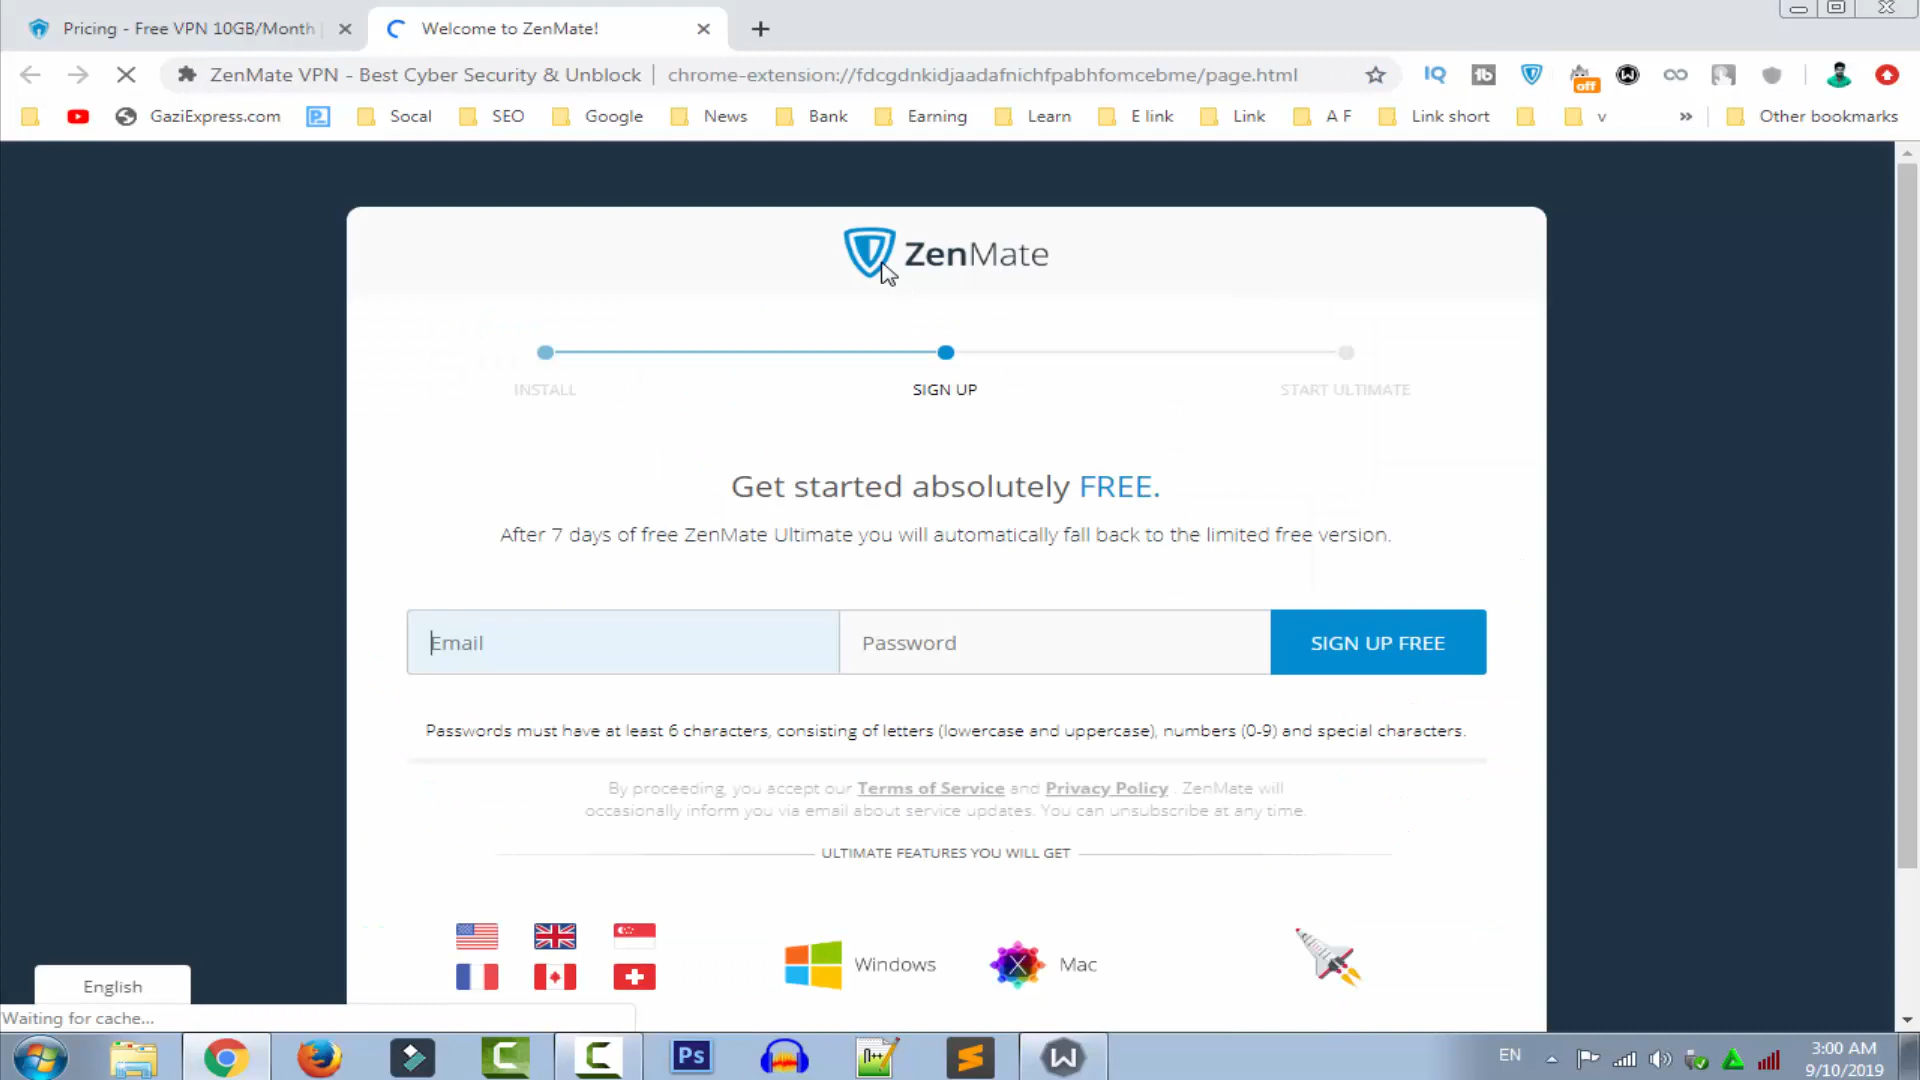 Pricing - Free VPN 10GB/Month
Welcome to ZenMate!
ZenMate VPN - Best Cyber Security & Unblock
chrome-extension://fdcgdnkidjaadafnichfpabhfomcebme/page.html
IQ
tb
off
GaziExpress.com
Socal
SEO
Google
News
Bank
Earning
Learn
E link
Link
A F
Link short
v
»
Other bookmarks
ZenMate
INSTALL
SIGN UP
START ULTIMATE
Get started absolutely FREE.
After 7 days of free ZenMate Ultimate you will automatically fall back to the limited free version.
Email
Password
SIGN UP FREE
Passwords must have at least 6 characters, consisting of letters (lowercase and uppercase), numbers (0-9) and special characters.
By proceeding, you accept our Terms of Service and Privacy Policy . ZenMate will
occasionally inform you via email about service updates. You can unsubscribe at any time.
ULTIMATE FEATURES YOU WILL GET
Windows
X
Mac
English
Waiting for cache...
Ps
n++
EN
3:00 AM
9/10/2019